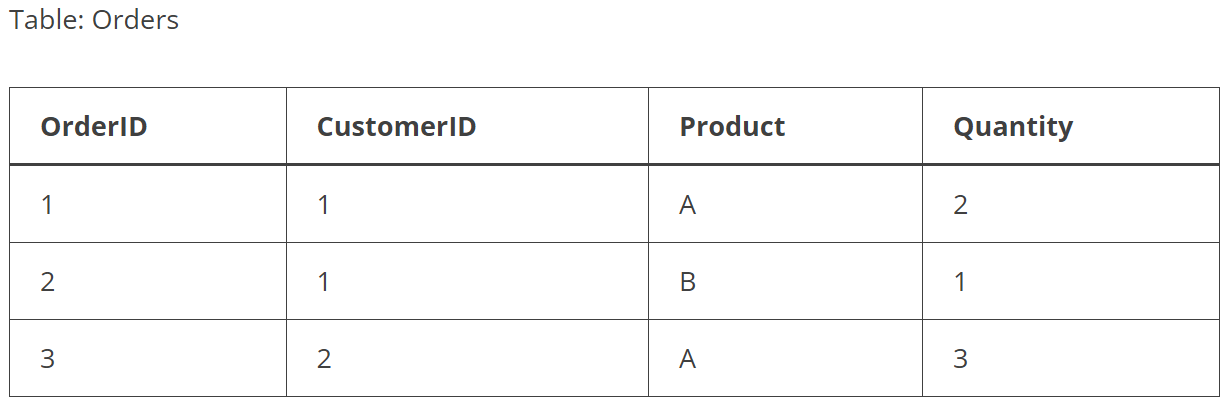 Table: Orders
OrderID CustomerID Product Quantity
1 1 A 2
2 1 B 1
3 2 A 3